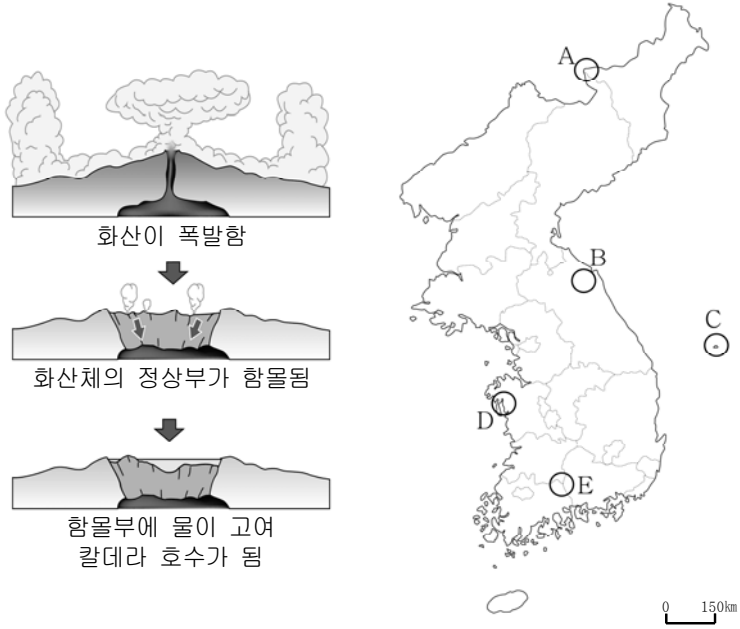 화산이 폭발함
화산체의 정상부가 함몰됨
함몰부에 물이 고여
칼데라 호수가 됨
A
B
C
D
E
0 150km